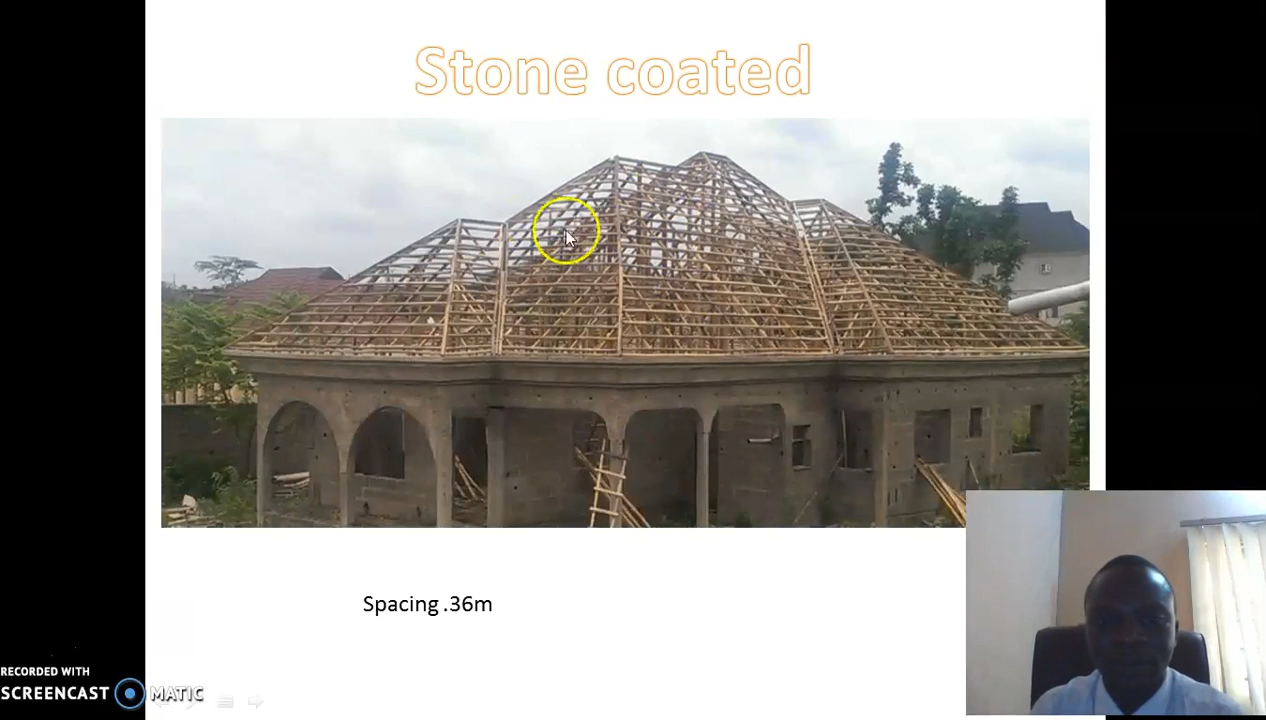 Stone coated
Spacing .36m
RECORDED WITH
SCREENCAST MATIC